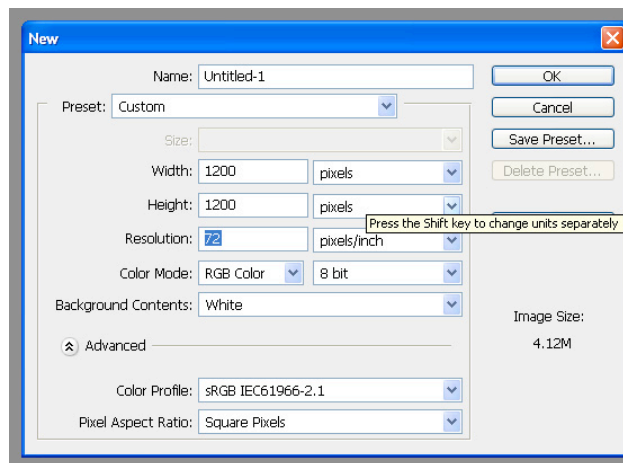 New
Name: Untitled-1
OK
Preset: Custom
Cancel
Size:
Save Preset...
Width: 1200 pixels
Delete Preset...
Height: 1200 pixels
Press the Shift key to change units separately
Resolution: 72 pixels/inch
Color Mode: RGB Color 8 bit
Background Contents: White
Image Size:
4.12M
Advanced
Color Profile: sRGB IEC61966-2.1
Pixel Aspect Ratio: Square Pixels